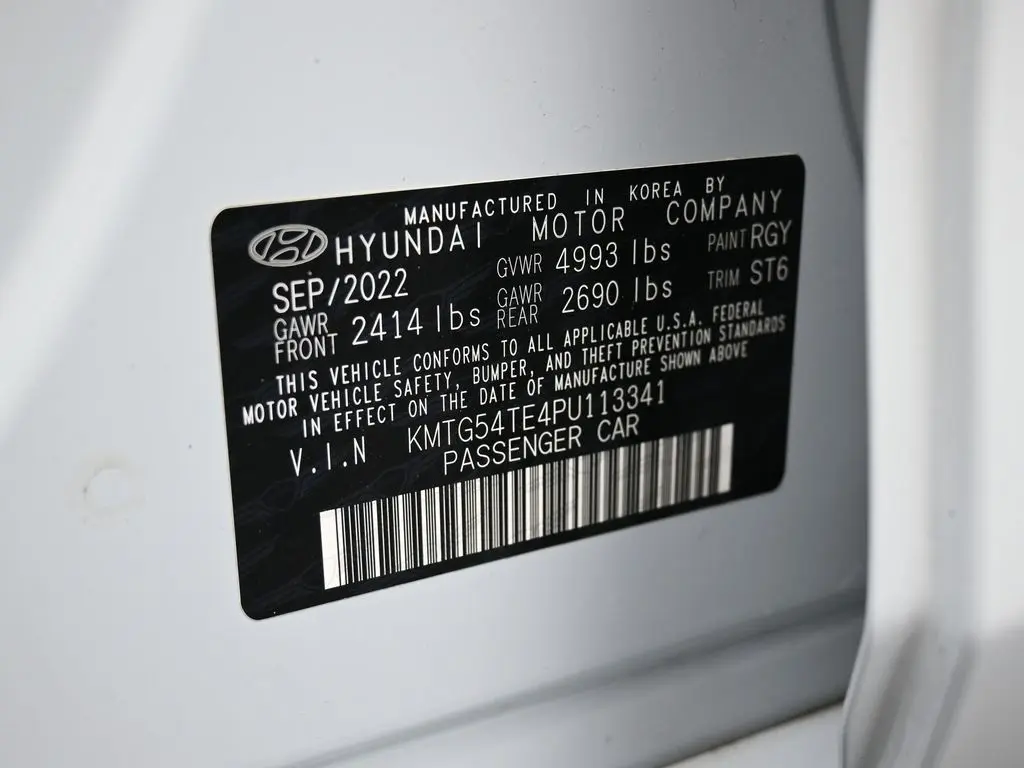 MANUFACTURED IN KOREA BY
HYUNDAI MOTOR COMPANY
SEP/2022 GVWR 4993 lbs PAINT RGY
GAWR FRONT 2414 lbs GAWR REAR 2690 lbs TRIM ST6
THIS VEHICLE CONFORMS TO ALL APPLICABLE U.S.A. FEDERAL
MOTOR VEHICLE SAFETY, BUMPER, AND THEFT PREVENTION STANDARDS
IN EFFECT ON THE DATE OF MANUFACTURE SHOWN ABOVE
V.I.N KMTG54TE4PU113341
PASSENGER CAR